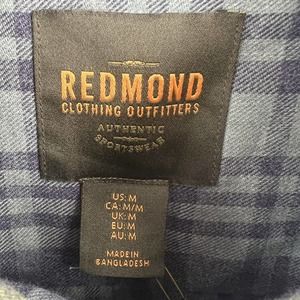 REDMOND
CLOTHING OUTFITTERS
AUTHENTIC
SPORTSWEAR
US: M
CA: M/M
UK: M
EU: M
AU: M
MADE IN
BANGLADESH